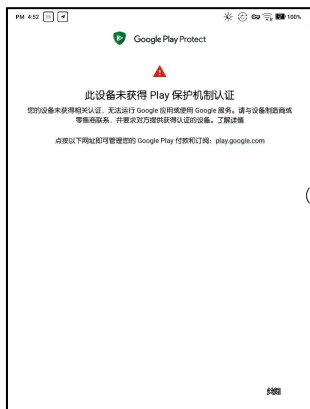 PM 4:52 100%
Google Play Protect
此设备未获得 Play 保护机制认证
您的设备未获得相关认证，无法运行 Google 应用或使用 Google 服务。请与设备制造商或
零售商联系，并要求对方提供获得认证的设备。了解详情
点按以下网址即可管理您的 Google Play 付款和订阅：play.google.com
关闭